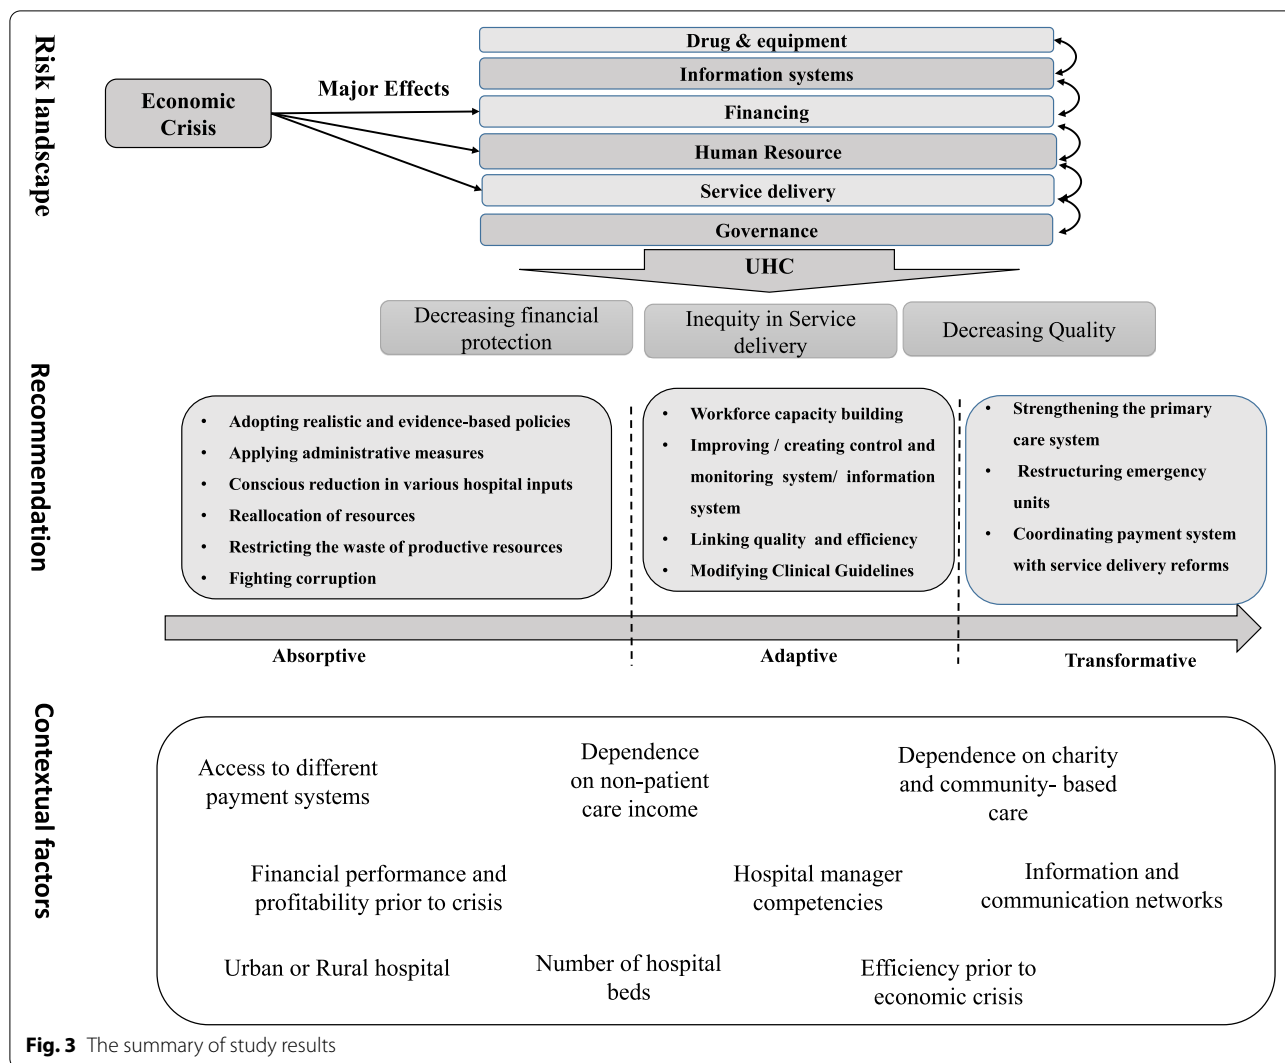 Risk landscape
Drug & equipment
Information systems
Major Effects
Economic
Crisis
Financing
Human Resource
Service delivery
Governance
UHC
Decreasing financial
protection
Inequity in Service
delivery
Decreasing Quality
Recommendation
• Adopting realistic and evidence-based policies
• Applying administrative measures
• Conscious reduction in various hospital inputs
• Reallocation of resources
• Restricting the waste of productive resources
• Fighting corruption
• Workforce capacity building
• Improving / creating control and
monitoring system/ information
system
• Linking quality and efficiency
• Modifying Clinical Guidelines
• Strengthening the primary
care system
• Restructuring emergency
units
• Coordinating payment system
with service delivery reforms
Absorptive
Adaptive
Transformative
Contextual factors
Access to different
payment systems
Dependence
on non-patient
care income
Dependence on charity
and community- based
care
Financial performance and
profitability prior to crisis
Hospital manager
competencies
Information and
communication networks
Urban or Rural hospital
Number of hospital
beds
Efficiency prior to
economic crisis
Fig. 3 The summary of study results